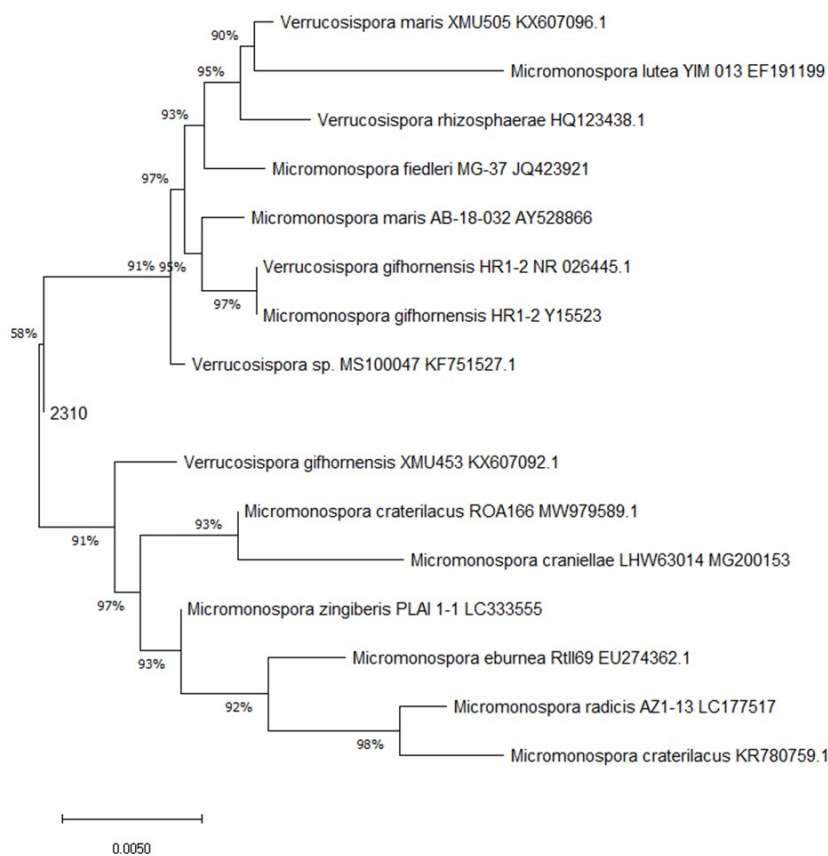 Verrucosispora maris XMU505 KX607096.1
90%
Micromonospora lutea YIM 013 EF191199
95%
Verrucosispora rhizosphaerae HQ123438.1
93%
Micromonospora fiedleri MG-37 JQ423921
97%
Micromonospora maris AB-18-032 AY528866
91% 95%
Verrucosispora gifhornensis HR1-2 NR 026445.1
97%
Micromonospora gifhornensis HR1-2 Y15523
58%
Verrucosispora sp. MS100047 KF751527.1
2310
Verrucosispora gifhornensis XMU453 KX607092.1
91%
Micromonospora craterilacus ROA166 MW979589.1
93%
Micromonospora craniellae LHW63014 MG200153
97%
Micromonospora zingiberis PLAI 1-1 LC333555
93%
Micromonospora eburnea Rtll69 EU274362.1
92%
Micromonospora radicis AZ1-13 LC177517
98%
Micromonospora craterilacus KR780759.1
0.0050